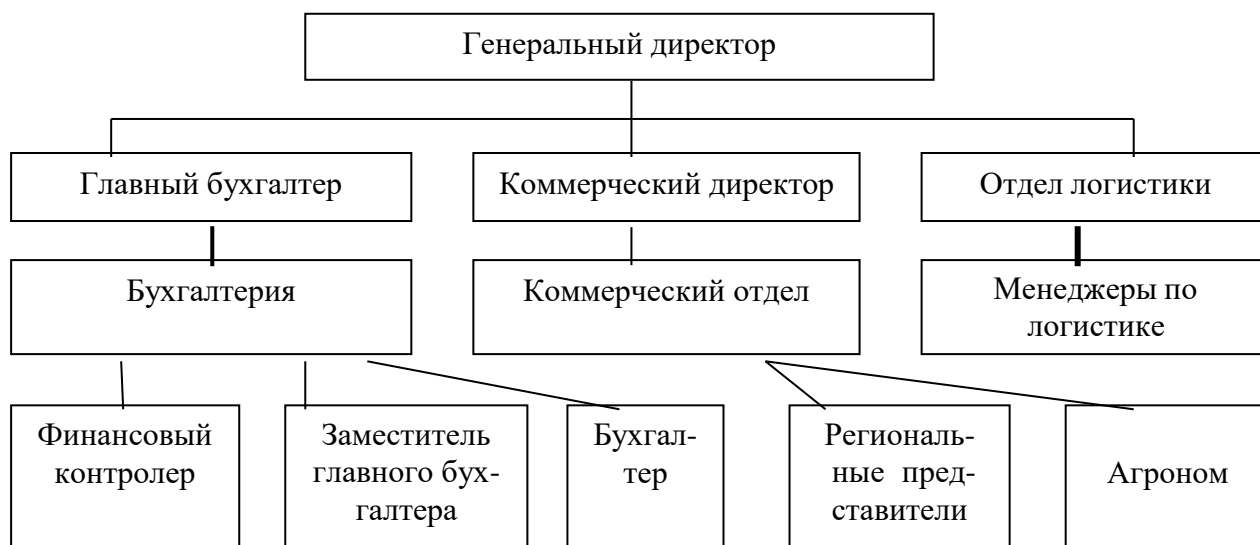 Генеральный директор
Главный бухгалтер
Коммерческий директор
Отдел логистики
Бухгалтерия
Коммерческий отдел
Менеджеры по
логистике
Финансовый
контролер
Заместитель
главного бух-
галтера
Бухгал-
тер
Региональ-
ные пред-
ставители
Агроном